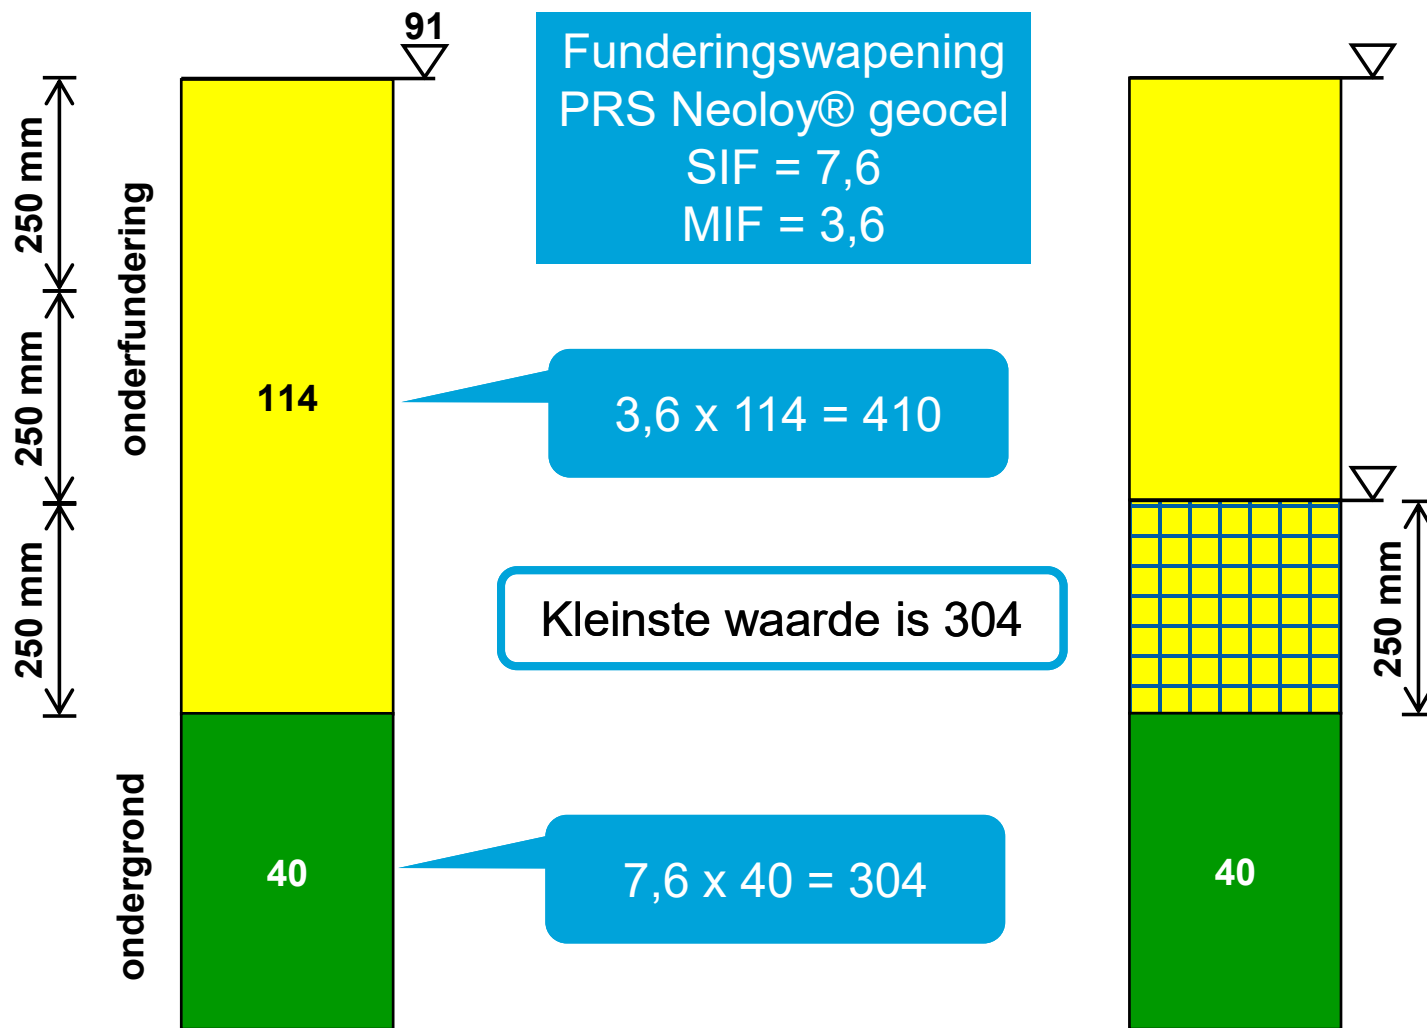 91
Funderingswapening
PRS Neoloy® geocel
SIF = 7,6
MIF = 3,6
250 mm
250 mm
250 mm
onderfundering
114
3,6 x 114 = 410
Kleinste waarde is 304
250 mm
ondergrond
40
7,6 x 40 = 304
40